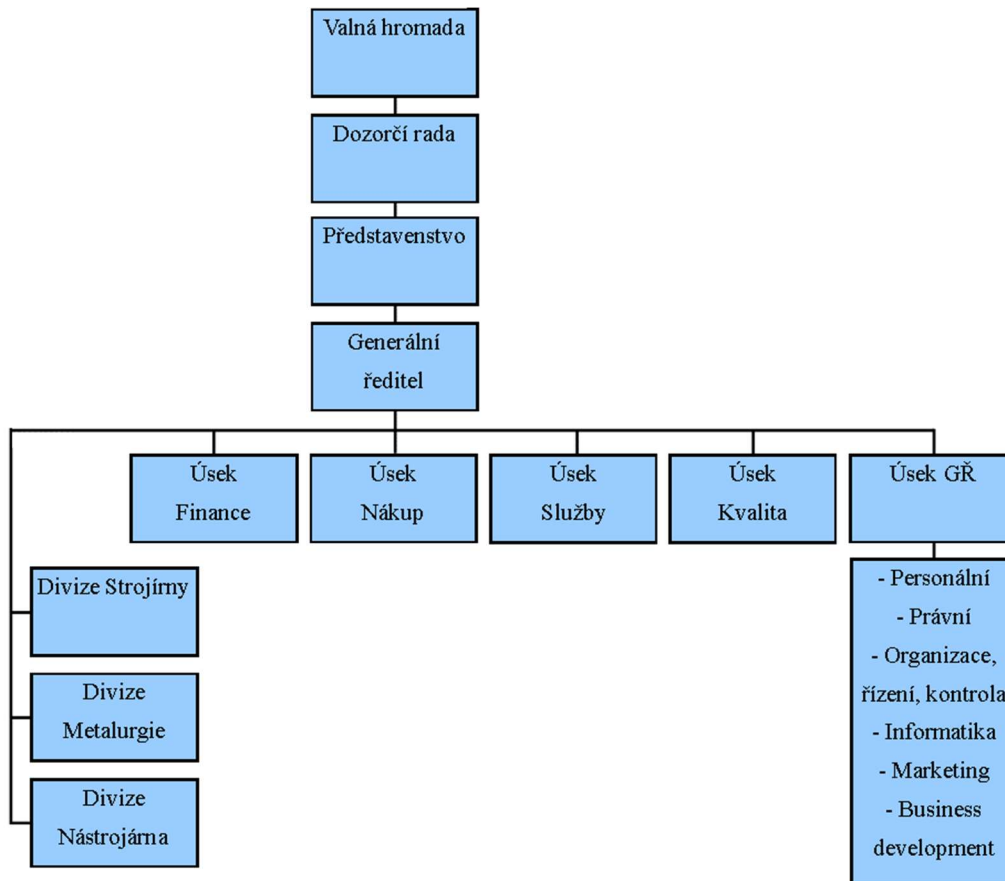 Valná hromada
Dozorčí rada
Představenstvo
Generální
ředitel
Úsek
Finance
Úsek
Nákup
Úsek
Služby
Úsek
Kvalita
Úsek GŘ
Divize Strojírny
Divize
Metalurgie
Divize
Nástrojárna
- Personální
- Právní
- Organizace,
řízení, kontrola
- Informatika
- Marketing
- Business
development